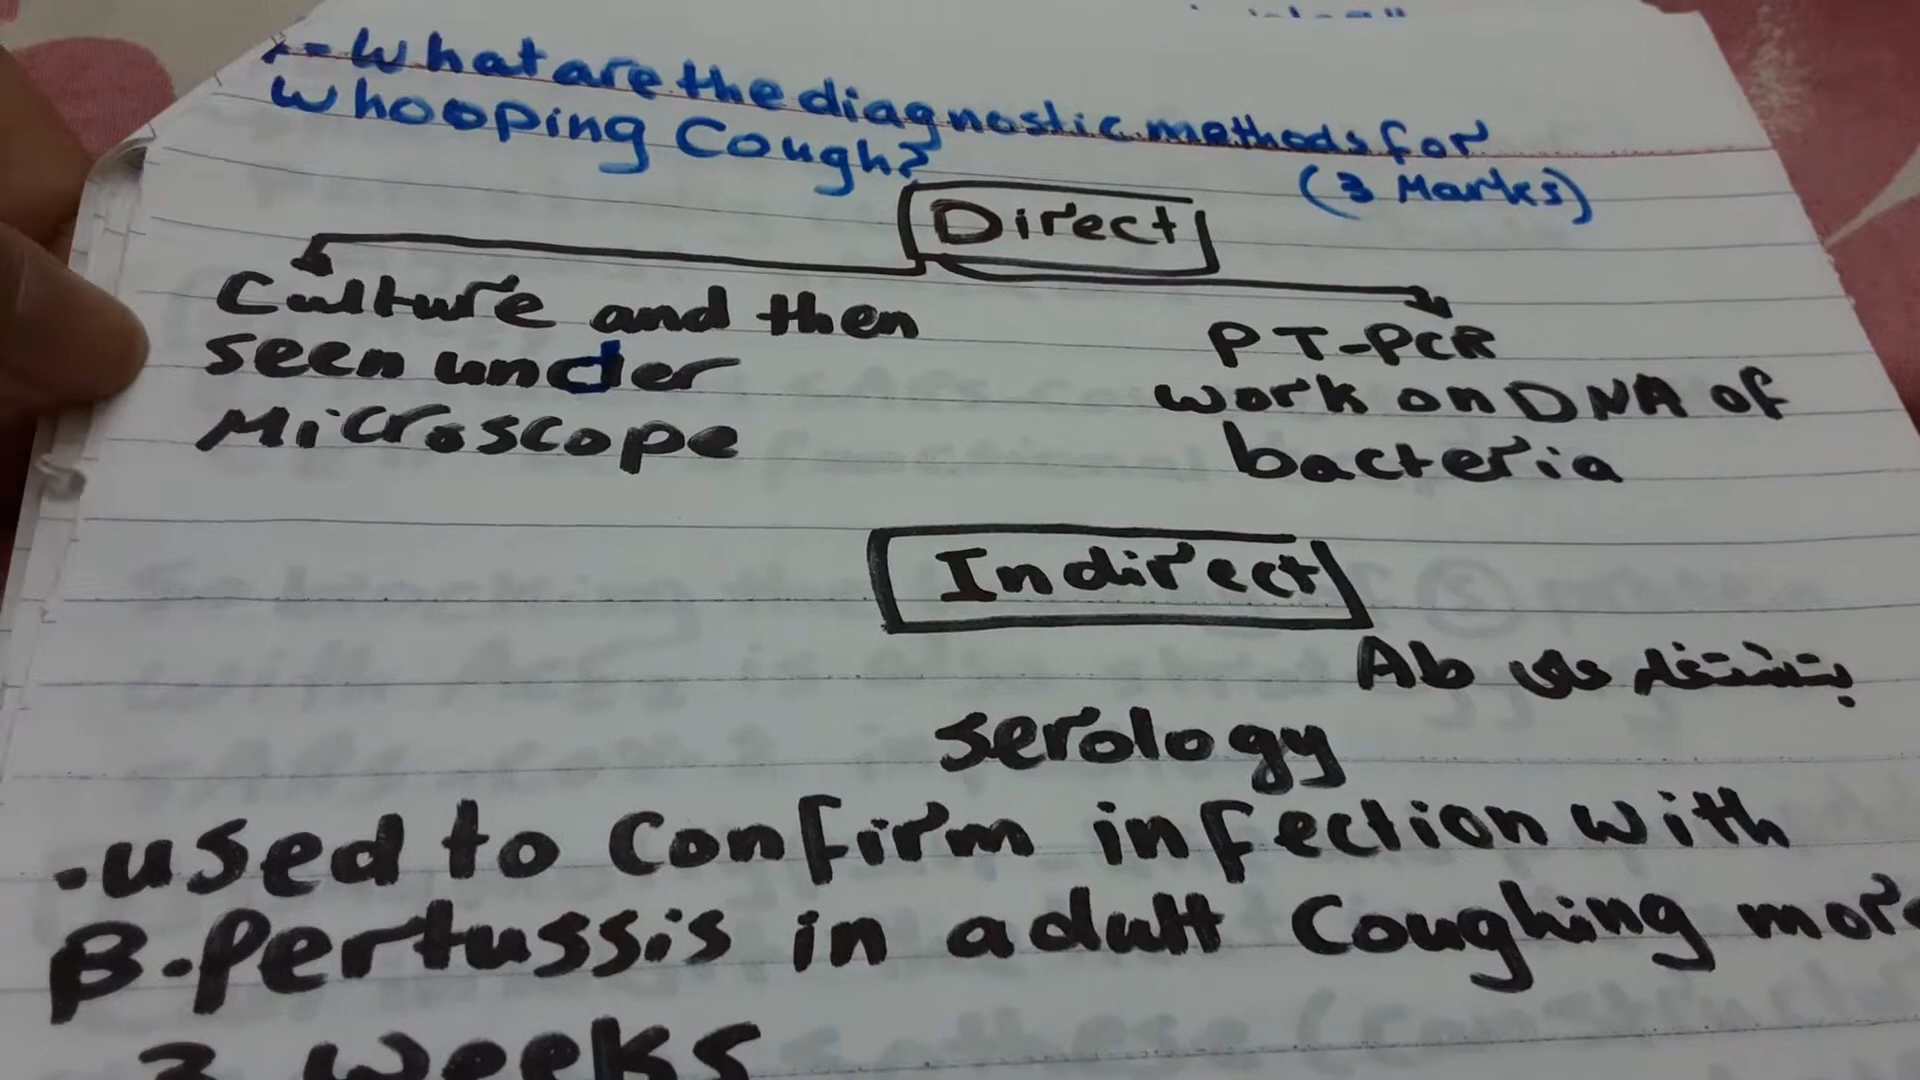 What are the diagnostic methods for
Whooping Cough?
(3 Marks)
Direct
Culture and then
seen under
Microscope
PT-PCR
work on DNA of
bacteria
Indirect
بتشتغل على Ab
serology
-used to Confirm infection with
B.Pertussis in adult Coughing more
3 weeks